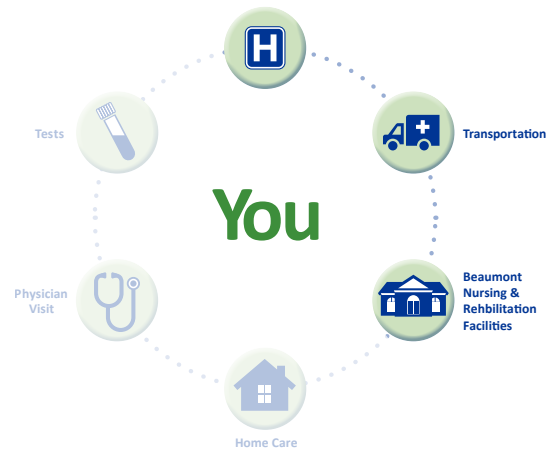 H
Tests
Transportation
You
Beaumont
Nursing &
Rehbilitation
Facilities
Physician
Visit
Home Care